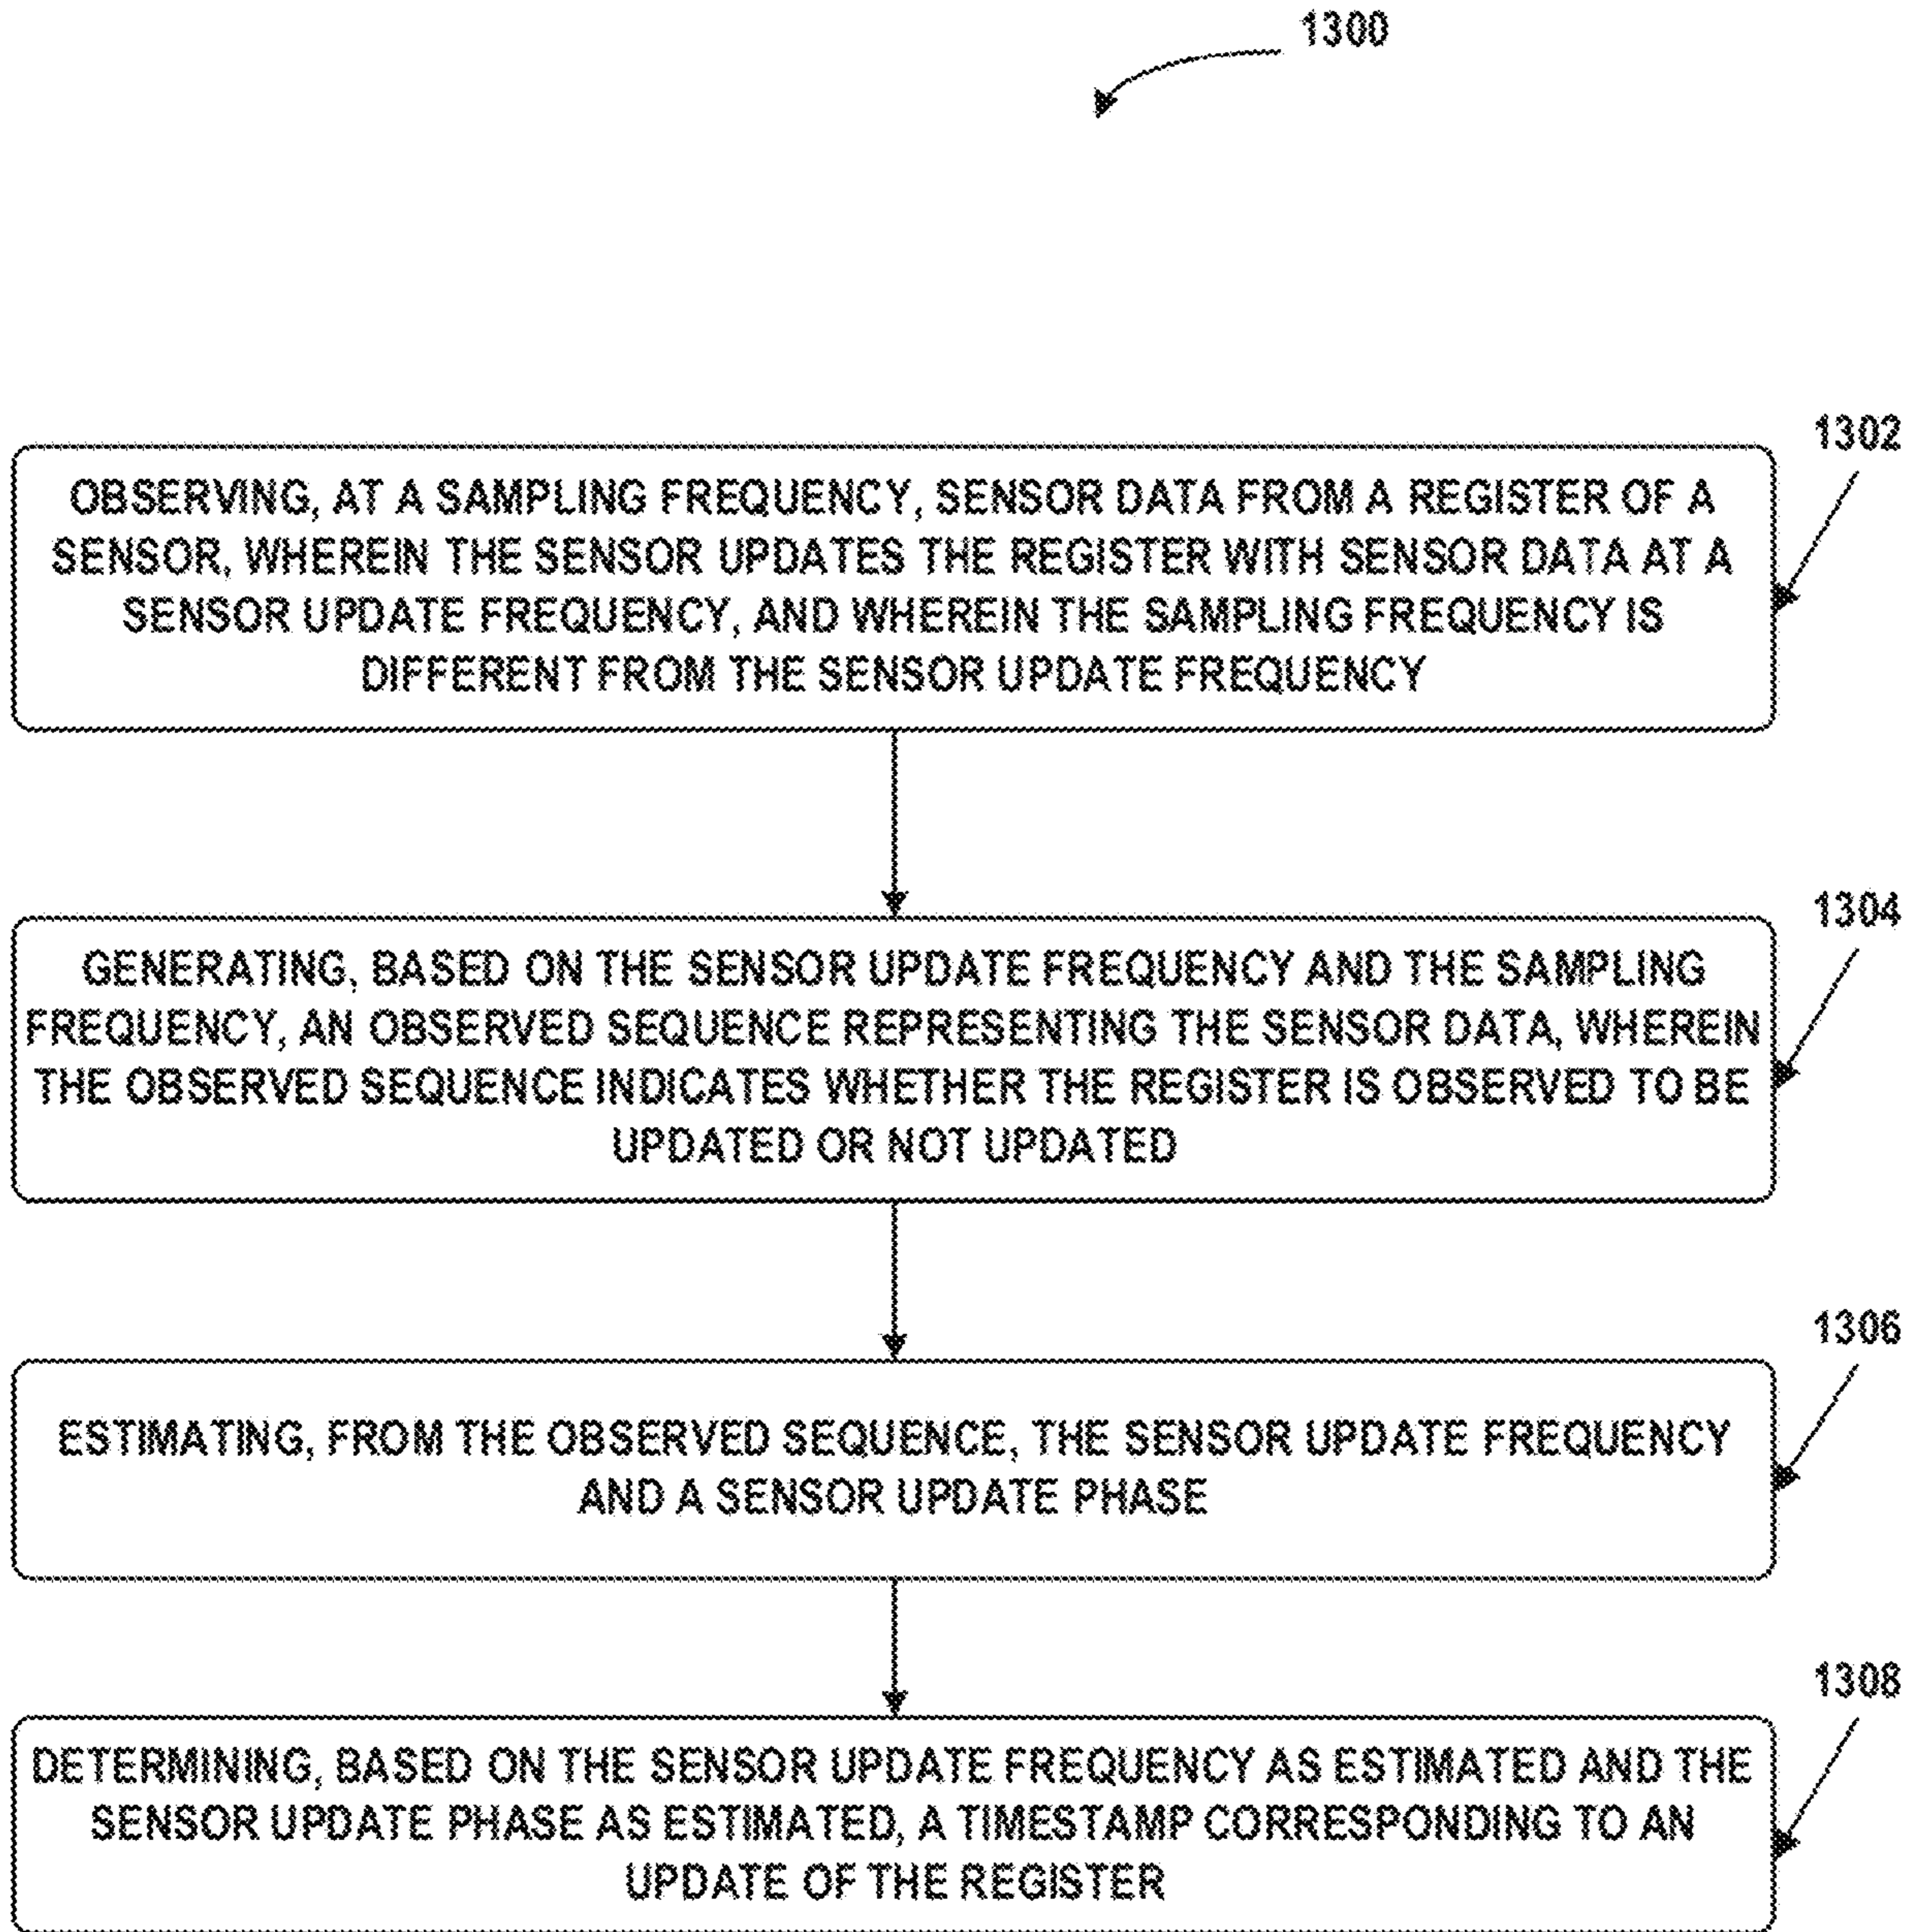 1300
1302
OBSERVING, AT A SAMPLING FREQUENCY, SENSOR DATA FROM A REGISTER OF A
SENSOR, WHEREIN THE SENSOR UPDATES THE REGISTER WITH SENSOR DATA AT A
SENSOR UPDATE FREQUENCY, AND WHEREIN THE SAMPLING FREQUENCY IS
DIFFERENT FROM THE SENSOR UPDATE FREQUENCY
1304
GENERATING, BASED ON THE SENSOR UPDATE FREQUENCY AND THE SAMPLING
FREQUENCY, AN OBSERVED SEQUENCE REPRESENTING THE SENSOR DATA, WHEREIN
THE OBSERVED SEQUENCE INDICATES WHETHER THE REGISTER IS OBSERVED TO BE
UPDATED OR NOT UPDATED
1306
ESTIMATING, FROM THE OBSERVED SEQUENCE, THE SENSOR UPDATE FREQUENCY
AND A SENSOR UPDATE PHASE
1308
DETERMINING, BASED ON THE SENSOR UPDATE FREQUENCY AS ESTIMATED AND THE
SENSOR UPDATE PHASE AS ESTIMATED, A TIMESTAMP CORRESPONDING TO AN
UPDATE OF THE REGISTER